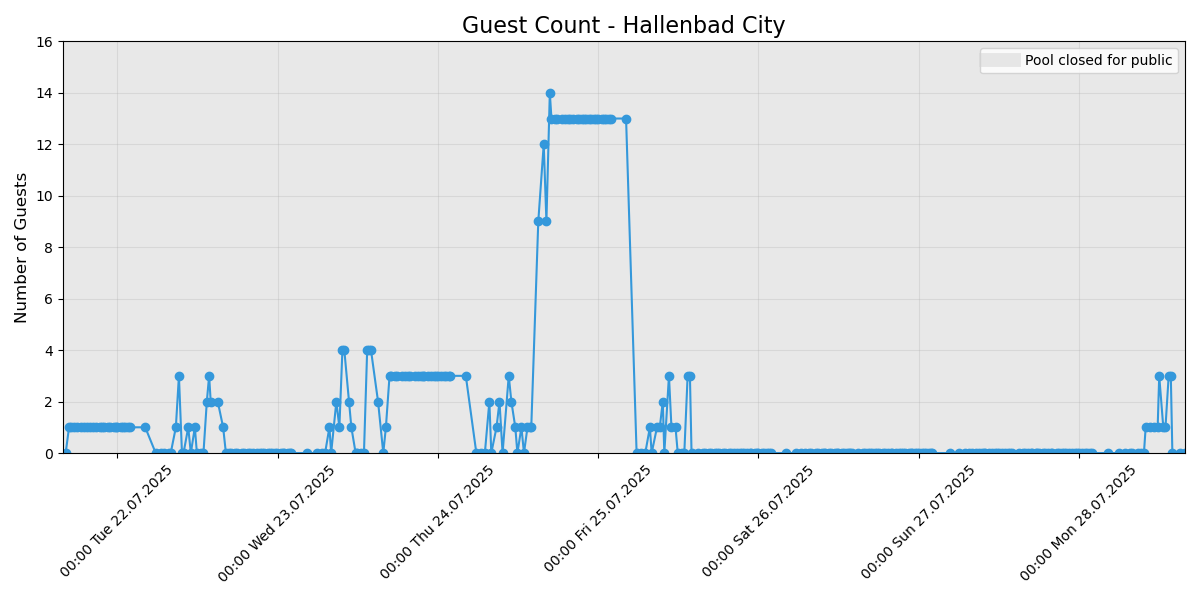 Guest Count - Hallenbad City
Pool closed for public
Number of Guests
16
14
12
10
8
6
4
2
0
00:00 Tue 22.07.2025
00:00 Wed 23.07.2025
00:00 Thu 24.07.2025
00:00 Fri 25.07.2025
00:00 Sat 26.07.2025
00:00 Sun 27.07.2025
00:00 Mon 28.07.2025